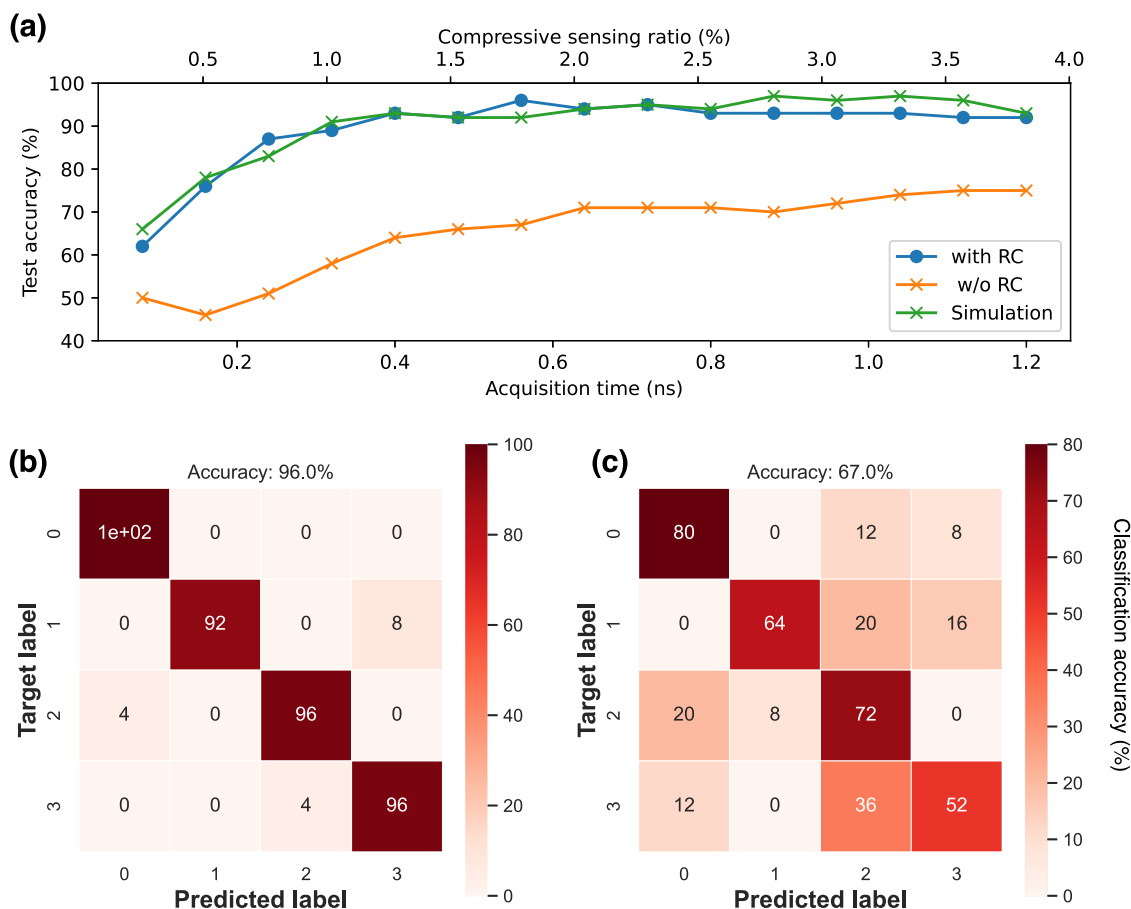 (a)
Compressive sensing ratio (%)
0.5 1.0 1.5 2.0 2.5 3.0 3.5 4.0
100
90
80
70
60
50
40
Test accuracy (%)
with RC
w/o RC
Simulation
0.2 0.4 0.6 0.8 1.0 1.2
Acquisition time (ns)
(b)
Accuracy: 96.0%
Target label
0 1e+02 0 0 0
1 0 92 0 8
2 4 0 96 0
3 0 0 4 96
0 1 2 3
Predicted label
100
80
60
40
20
0
(c)
Accuracy: 67.0%
Target label
0 80 0 12 8
1 0 64 20 16
2 20 8 72 0
3 12 0 36 52
0 1 2 3
Predicted label
80
70
60
50
40
30
20
10
0
Classification accuracy (%)